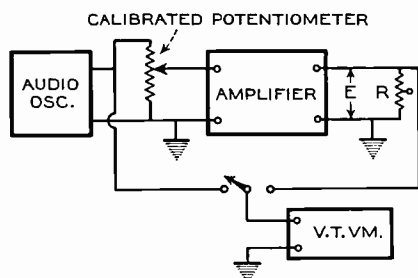 CALIBRATED POTENTIOMETER
AUDIO
OSC.
AMPLIFIER
E
R
V.T. VM.